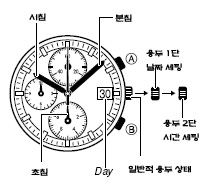 시침
분침
60
Ⓐ
용두 1단
날짜 세팅
30
Ⓑ
용두 2단
시간 세팅
초침
Day
일반적 용두 상태